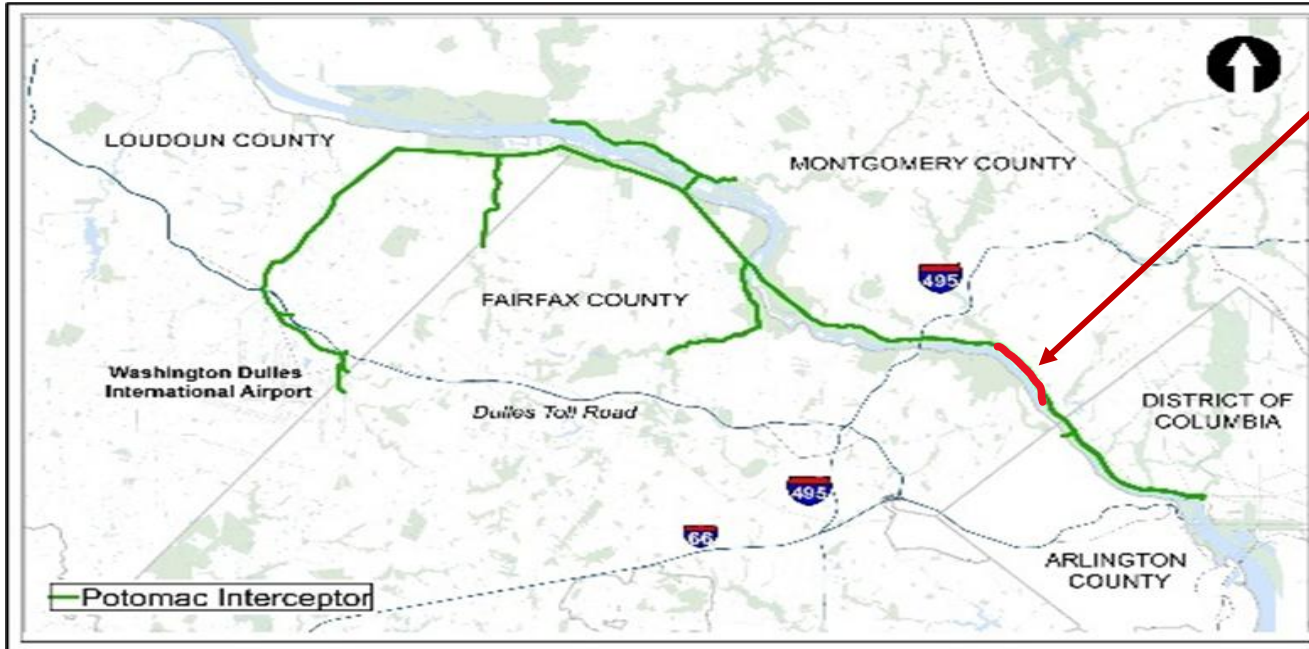 LOUDOUN COUNTY
MONTGOMERY COUNTY
495
FAIRFAX COUNTY
Washington Dulles
International Airport
Dulles Toll Road
DISTRICT OF
COLUMBIA
495
66
ARLINGTON
COUNTY
Potomac Interceptor